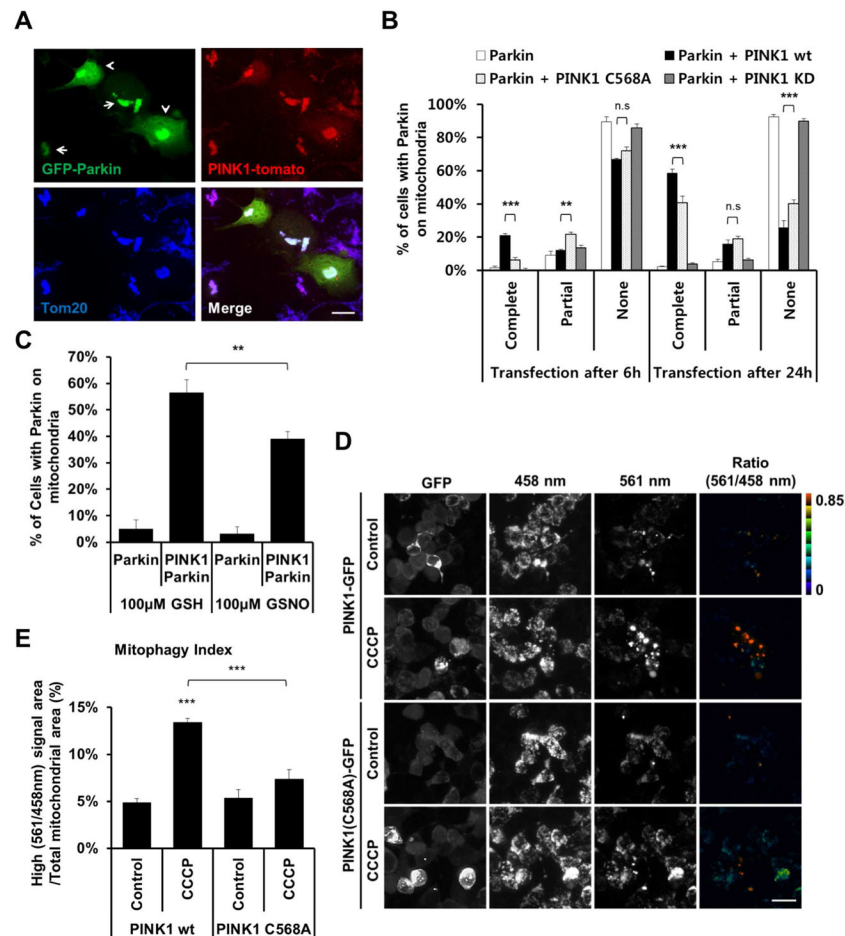 A
GFP-Parkin
PINK1-tomato
Tom20
Merge
B
Parkin
Parkin + PINK1 wt
Parkin + PINK1 C568A
Parkin + PINK1 KD
% of cells with Parkin
on mitochondria
100%
80%
60%
40%
20%
0%
***
**
n.s
***
n.s
***
Complete
Partial
None
Complete
Partial
None
Transfection after 6h
Transfection after 24h
C
% of Cells with Parkin on
mitochondria
70%
60%
50%
40%
30%
20%
10%
0%
**
Parkin
PINK1
Parkin
Parkin
PINK1
Parkin
100μM GSH
100μM GSNO
D
GFP
458 nm
561 nm
Ratio
(561/458 nm)
0.85
0
PINK1-GFP
Control
CCCP
PINK1(C568A)-GFP
Control
CCCP
E
Mitophagy Index
High (561/458nm) signal area
/Total mitochondrial area (%)
15%
10%
5%
0%
***
***
Control
CCCP
Control
CCCP
PINK1 wt
PINK1 C568A